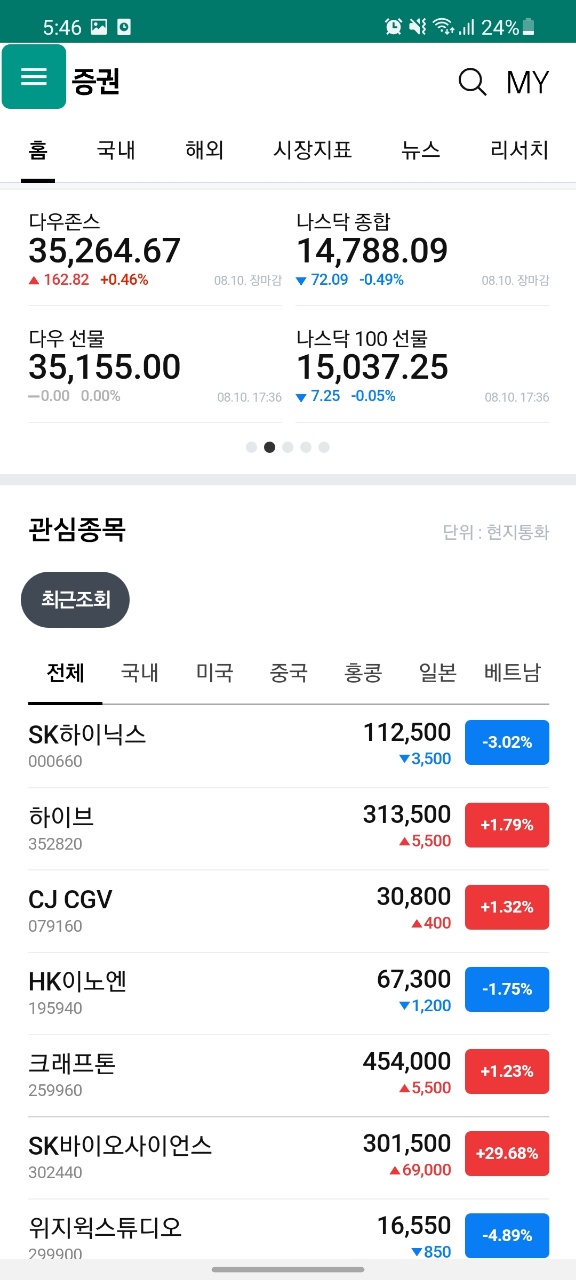 5:46 24%
증권 MY
홈 국내 해외 시장지표 뉴스 리서치
다우존스
35,264.67
▲ 162.82 +0.46% 08.10. 장마감
나스닥 종합
14,788.09
▼ 72.09 -0.49% 08.10. 장마감
다우 선물
35,155.00
–0.00 0.00% 08.10. 17:36
나스닥 100 선물
15,037.25
▼ 7.25 -0.05% 08.10. 17:36
관심종목 단위 : 현지통화
최근조회
전체 국내 미국 중국 홍콩 일본 베트남
SK하이닉스 112,500 -3.02%
000660 ▼3,500
하이브 313,500 +1.79%
352820 ▲5,500
CJ CGV 30,800 +1.32%
079160 ▲400
HK이노엔 67,300 -1.75%
195940 ▼1,200
크래프톤 454,000 +1.23%
259960 ▲5,500
SK바이오사이언스 301,500 +29.68%
302440 ▲69,000
위지윅스튜디오 16,550 -4.89%
299900 ▼850